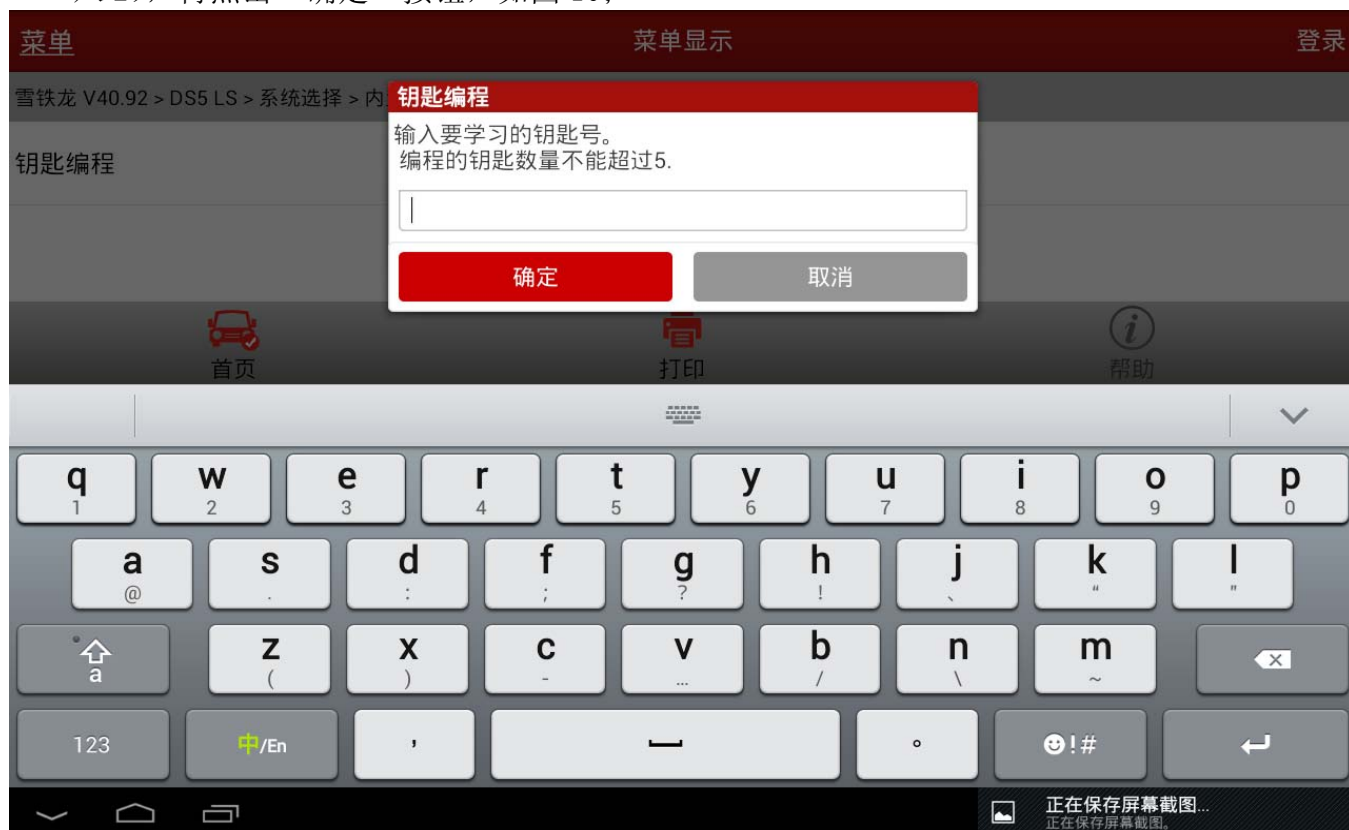 菜单
菜单显示
登录
雪铁龙 V40.92 > DS5 LS > 系统选择 > 内
钥匙编程
输入要学习的钥匙号。
编程的钥匙数量不能超过5.
钥匙编程
确定
取消
首页
打印
帮助
q w e r t y u i o p
1 2 3 4 5 6 7 8 9 0
a s d f g h j k l
@ . : ; ? ! 、 “ "
a z x c v b n m
( ) - ... / \ ~
123 中/En , 。 !#
正在保存屏幕截图...
正在保存屏幕截图。